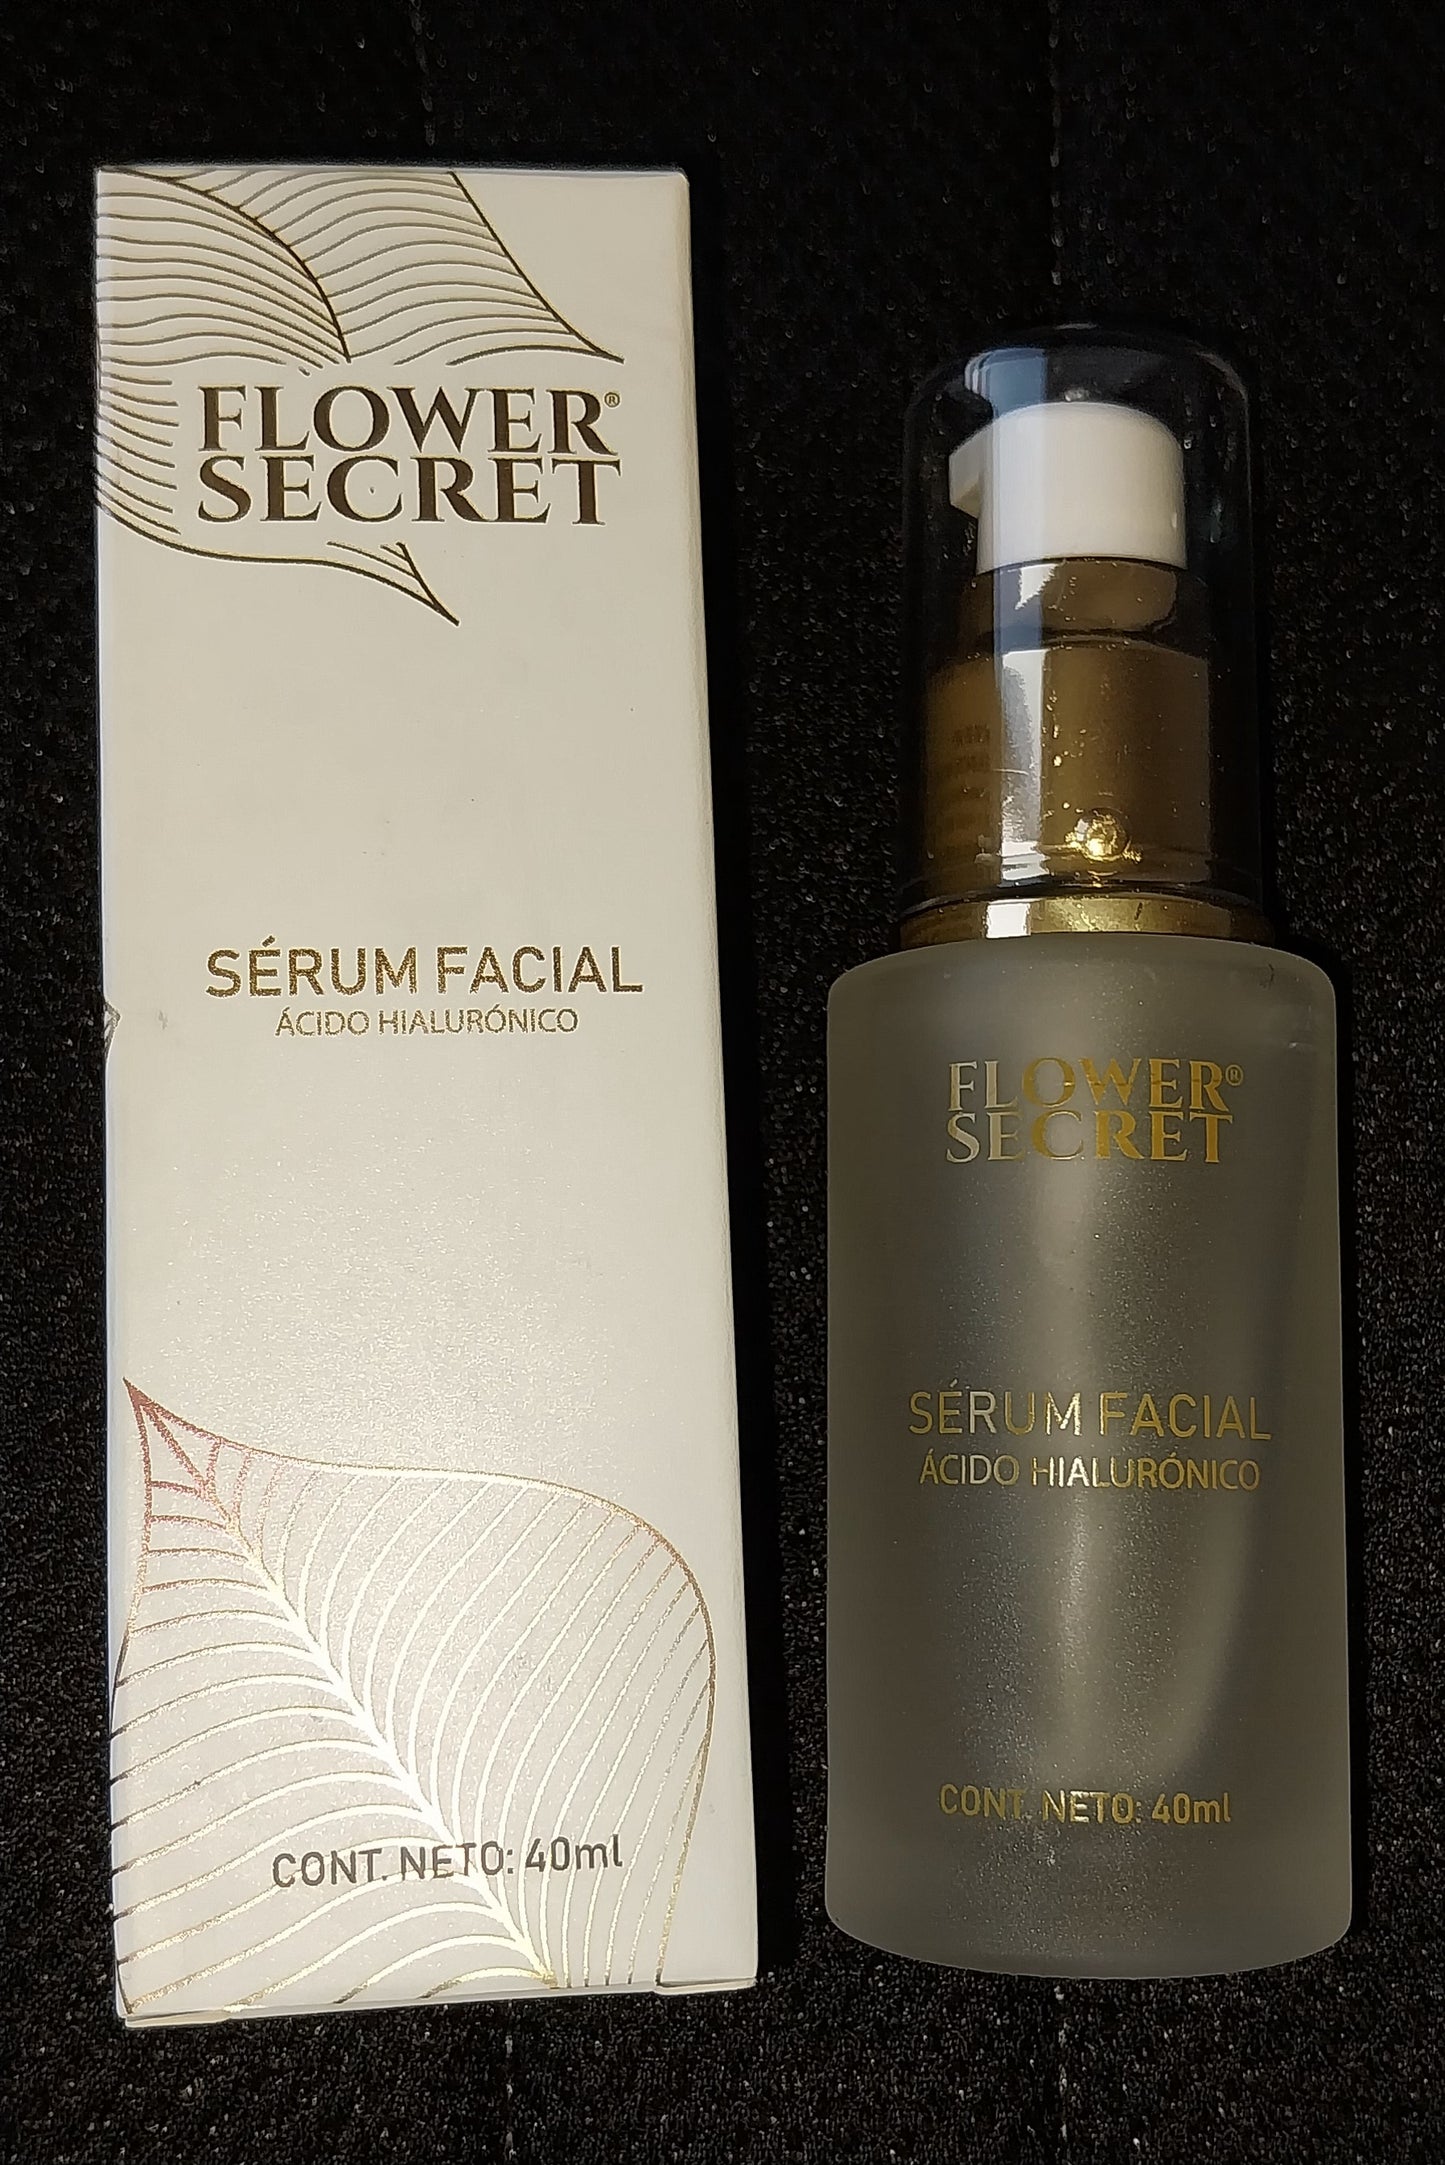 FLOWER®
SECRET
SÉRUM FACIAL
ÁCIDO HIALURÓNICO
CONT. NETO: 40ml
FLOWER®
SECRET
SÉRUM FACIAL
ÁCIDO HIALURÓNICO
CONT. NETO: 40ml